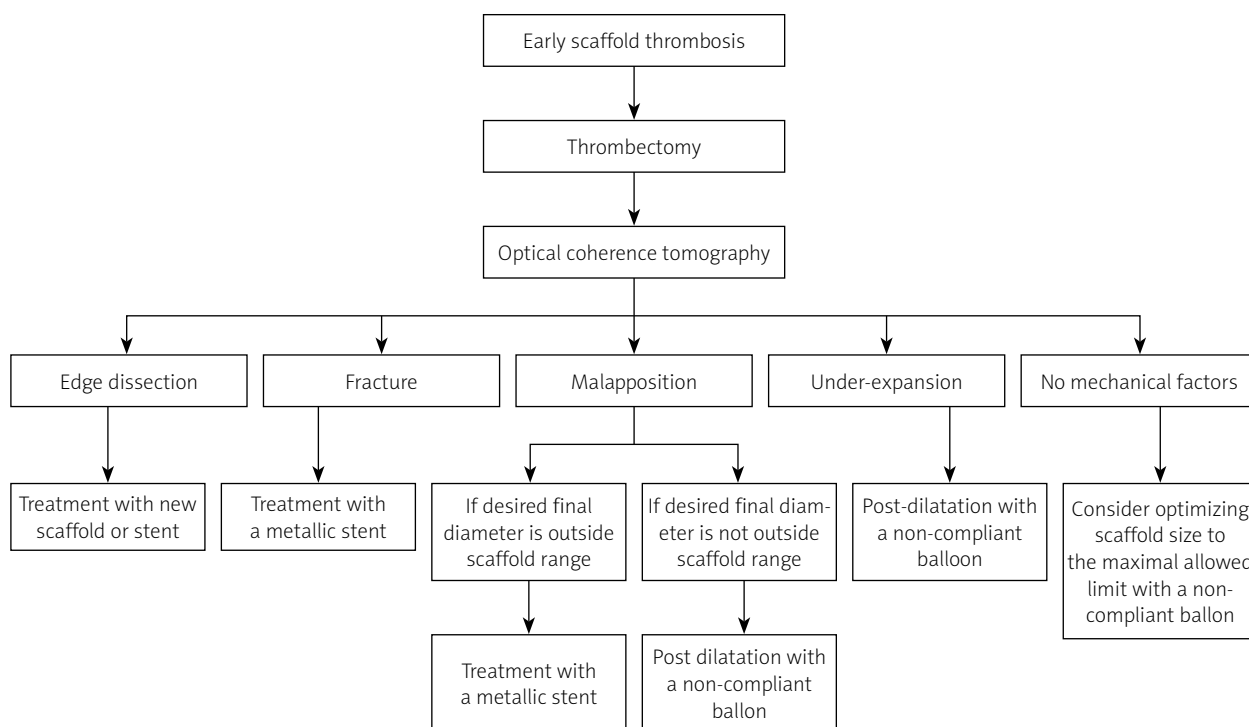 Early scaffold thrombosis
Thrombectomy
Optical coherence tomography
Edge dissection
Fracture
Malapposition
Under-expansion
No mechanical factors
Treatment with new
scaffold or stent
Treatment with
a metallic stent
If desired final
diameter is outside
scaffold range
If desired final diam-
eter is not outside
scaffold range
Post-dilatation with
a non-compliant
balloon
Consider optimizing
scaffold size to
the maximal allowed
limit with a non-
compliant ballon
Treatment with
a metallic stent
Post dilatation with
a non-compliant
ballon